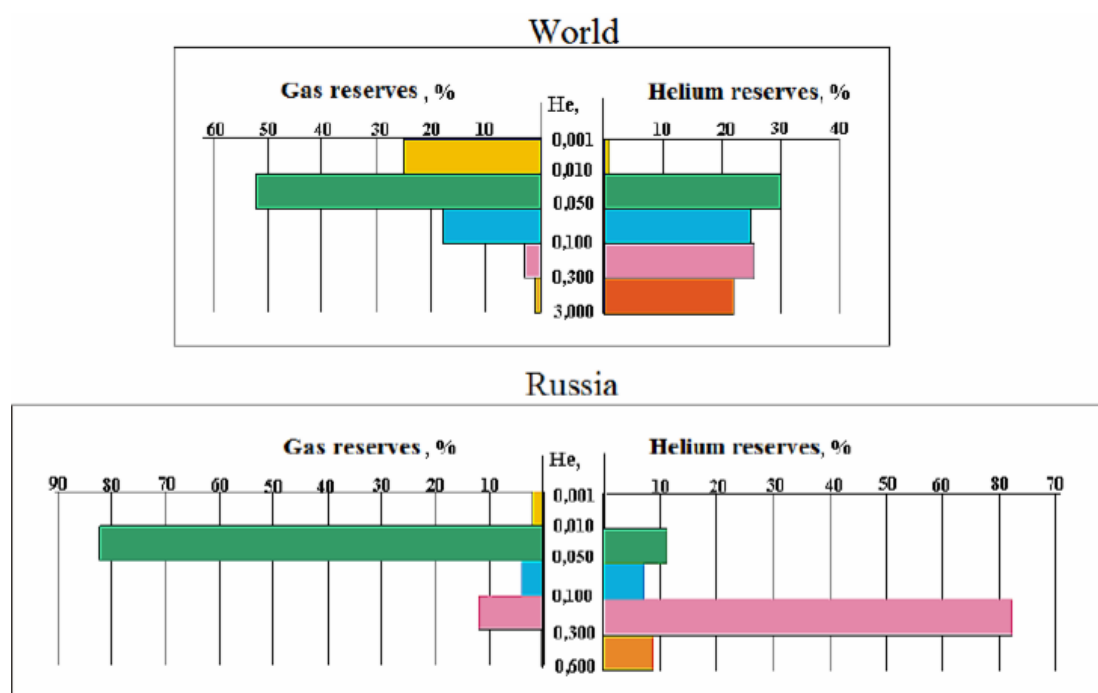 World
Gas reserves, %
He,
Helium reserves, %
60 50 40 30 20 10
10 20 30 40
0,001
0,010
0,050
0,100
0,300
3,000
Russia
Gas reserves, %
He,
Helium reserves, %
90 80 70 60 50 40 30 20 10
10 20 30 40 50 60 80 70
0,001
0,010
0,050
0,100
0,300
0,600